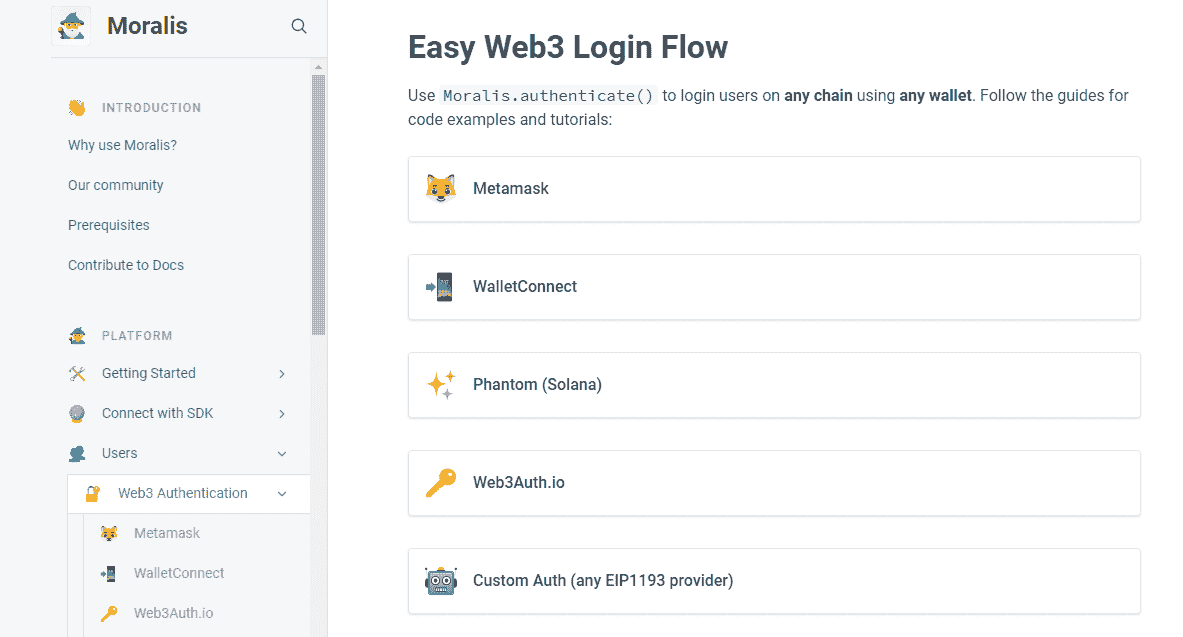 Moralis
INTRODUCTION
Why use Moralis?
Our community
Prerequisites
Contribute to Docs
PLATFORM
Getting Started
Connect with SDK
Users
Web3 Authentication
Metamask
WalletConnect
Web3Auth.io
Easy Web3 Login Flow
Use Moralis.authenticate() to login users on any chain using any wallet. Follow the guides for
code examples and tutorials:
Metamask
WalletConnect
Phantom (Solana)
Web3Auth.io
Custom Auth (any EIP1193 provider)